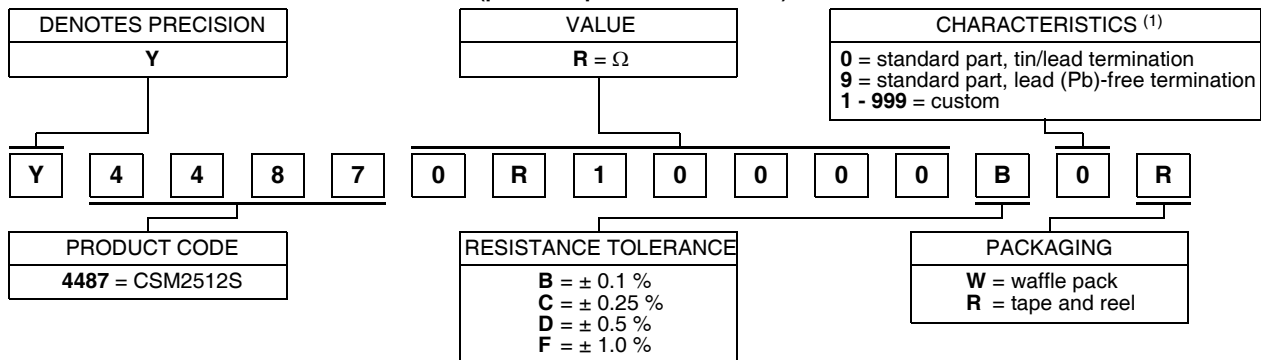 DENOTES PRECISION
Y
VALUE
R = Ω
CHARACTERISTICS (1)
0 = standard part, tin/lead termination
9 = standard part, lead (Pb)-free termination
1 - 999 = custom
Y 4 4 8 7 0 R 1 0 0 0 0 B 0 R
PRODUCT CODE
4487 = CSM2512S
RESISTANCE TOLERANCE
B = ± 0.1 %
C = ± 0.25 %
D = ± 0.5 %
F = ± 1.0 %
PACKAGING
W = waffle pack
R = tape and reel